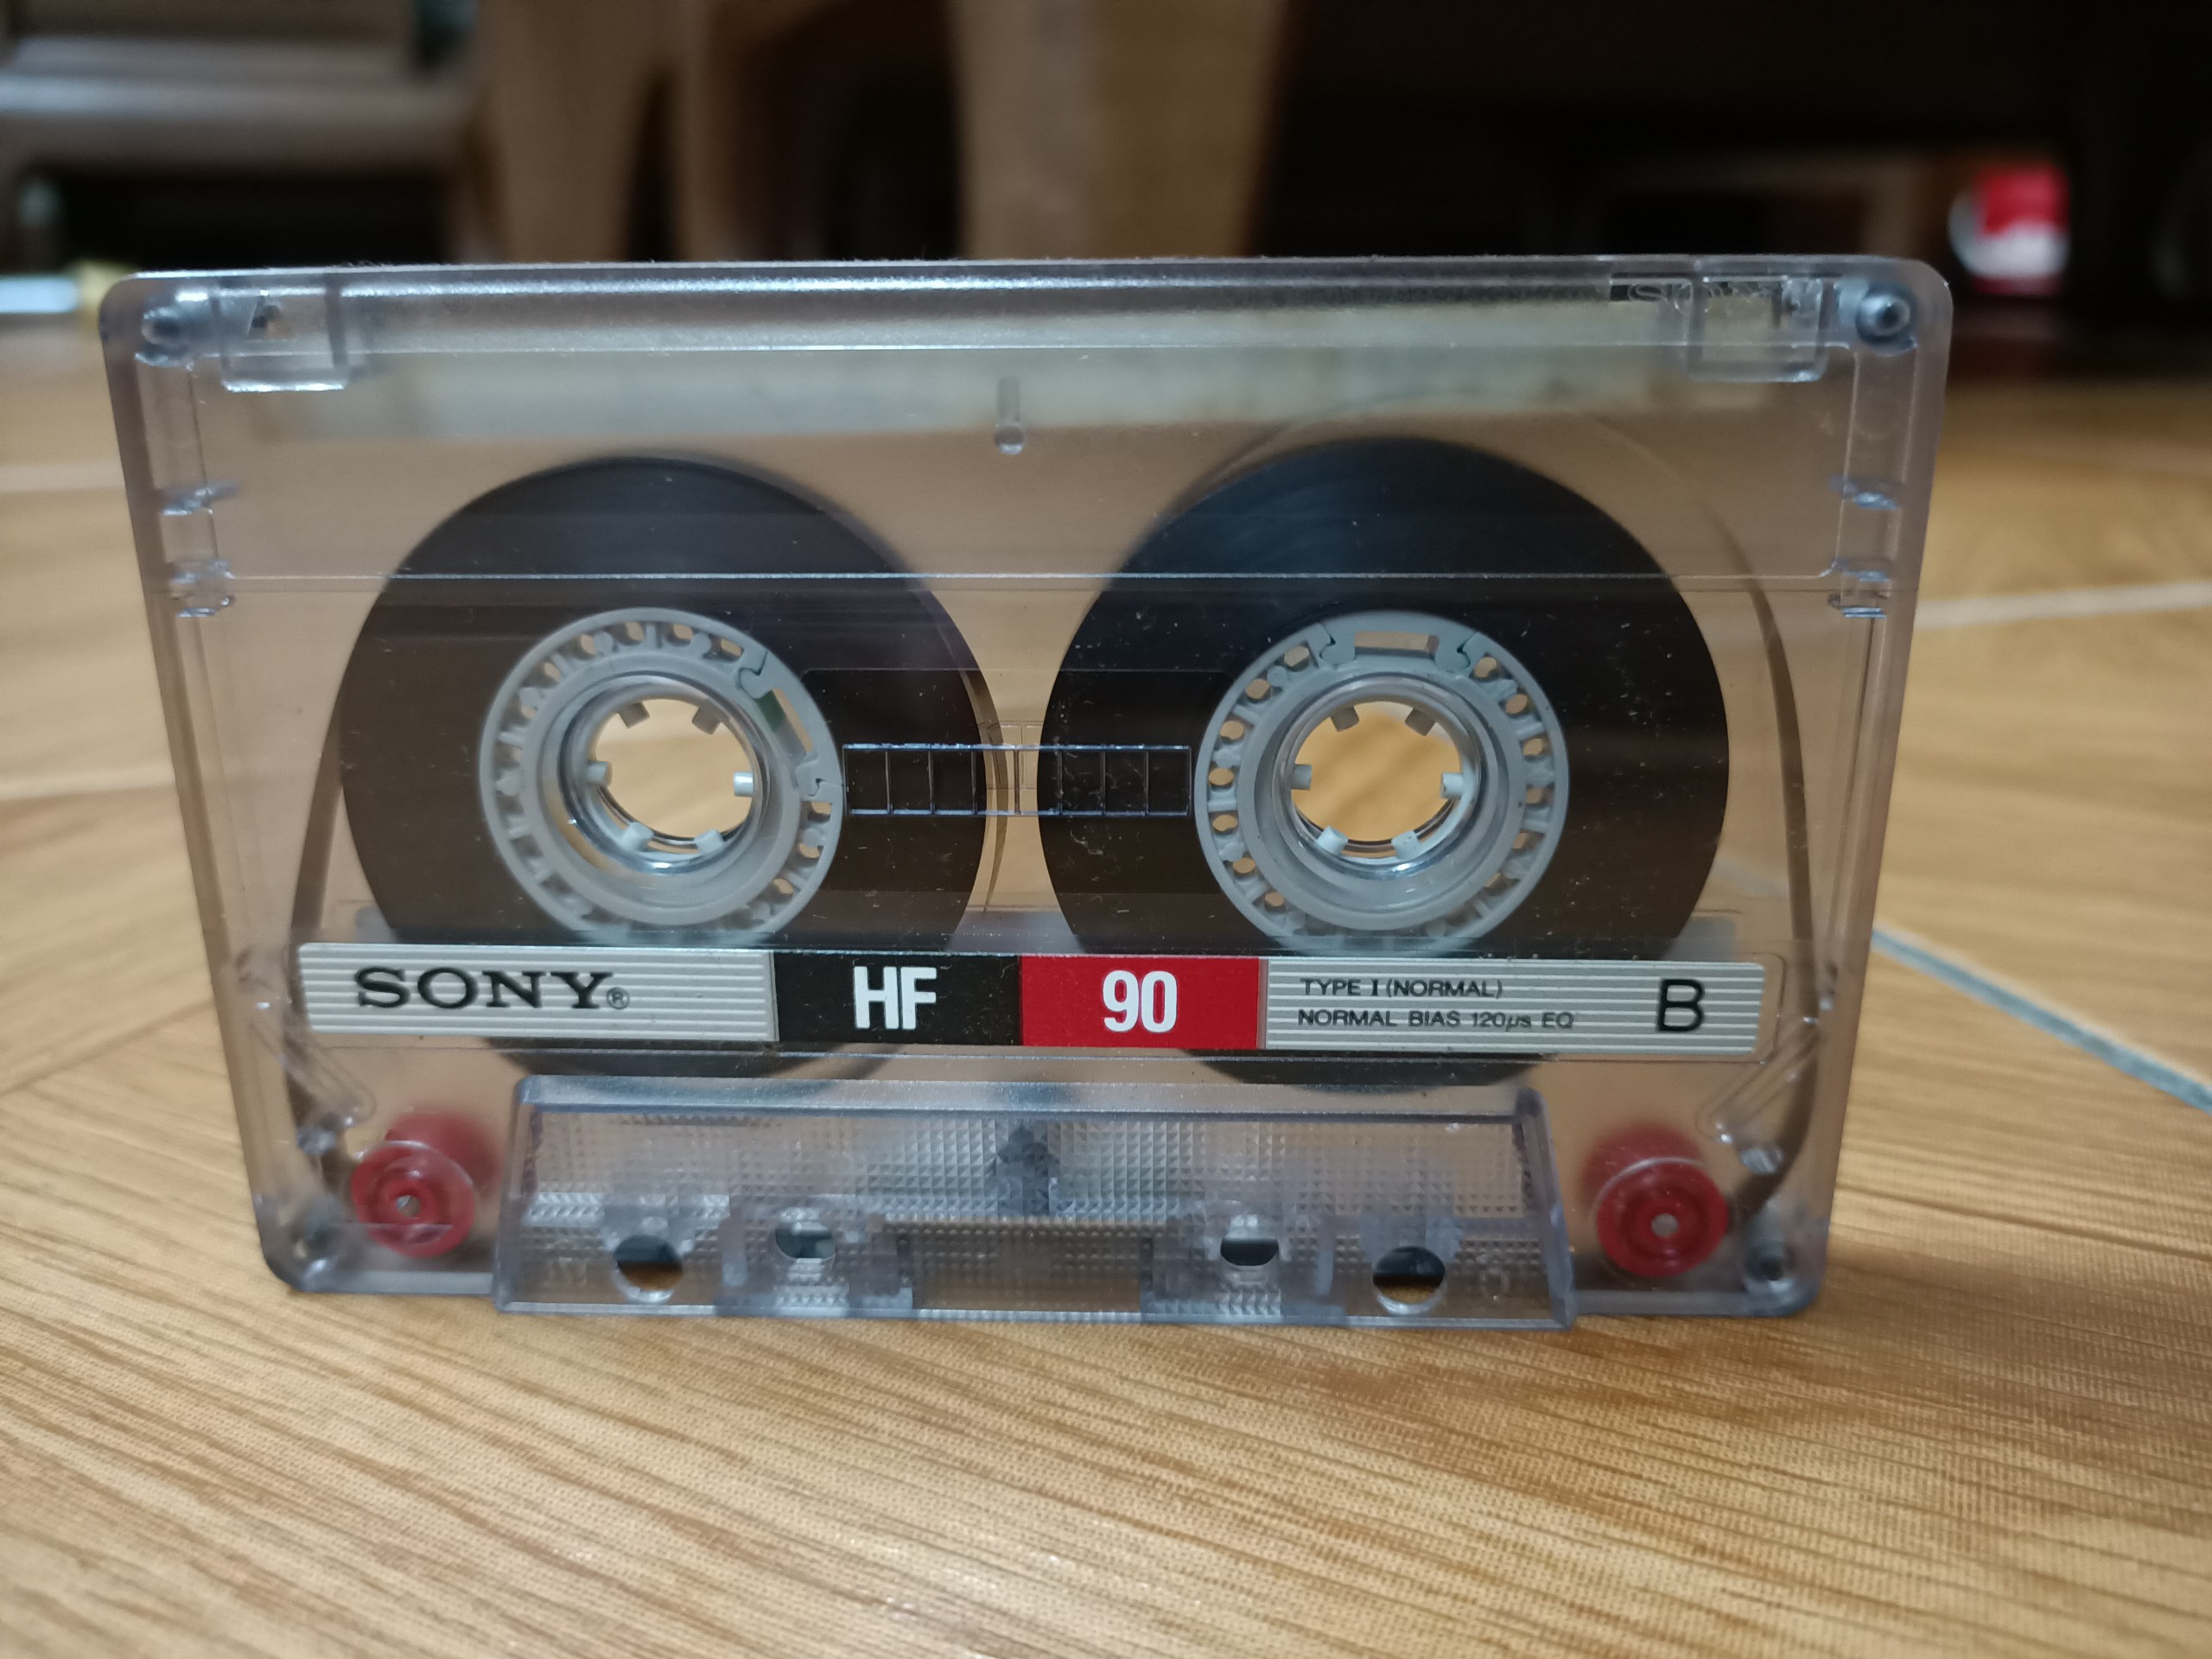 SONY®
HF
90
TYPE I (NORMAL)
NORMAL BIAS 120µs EQ
B